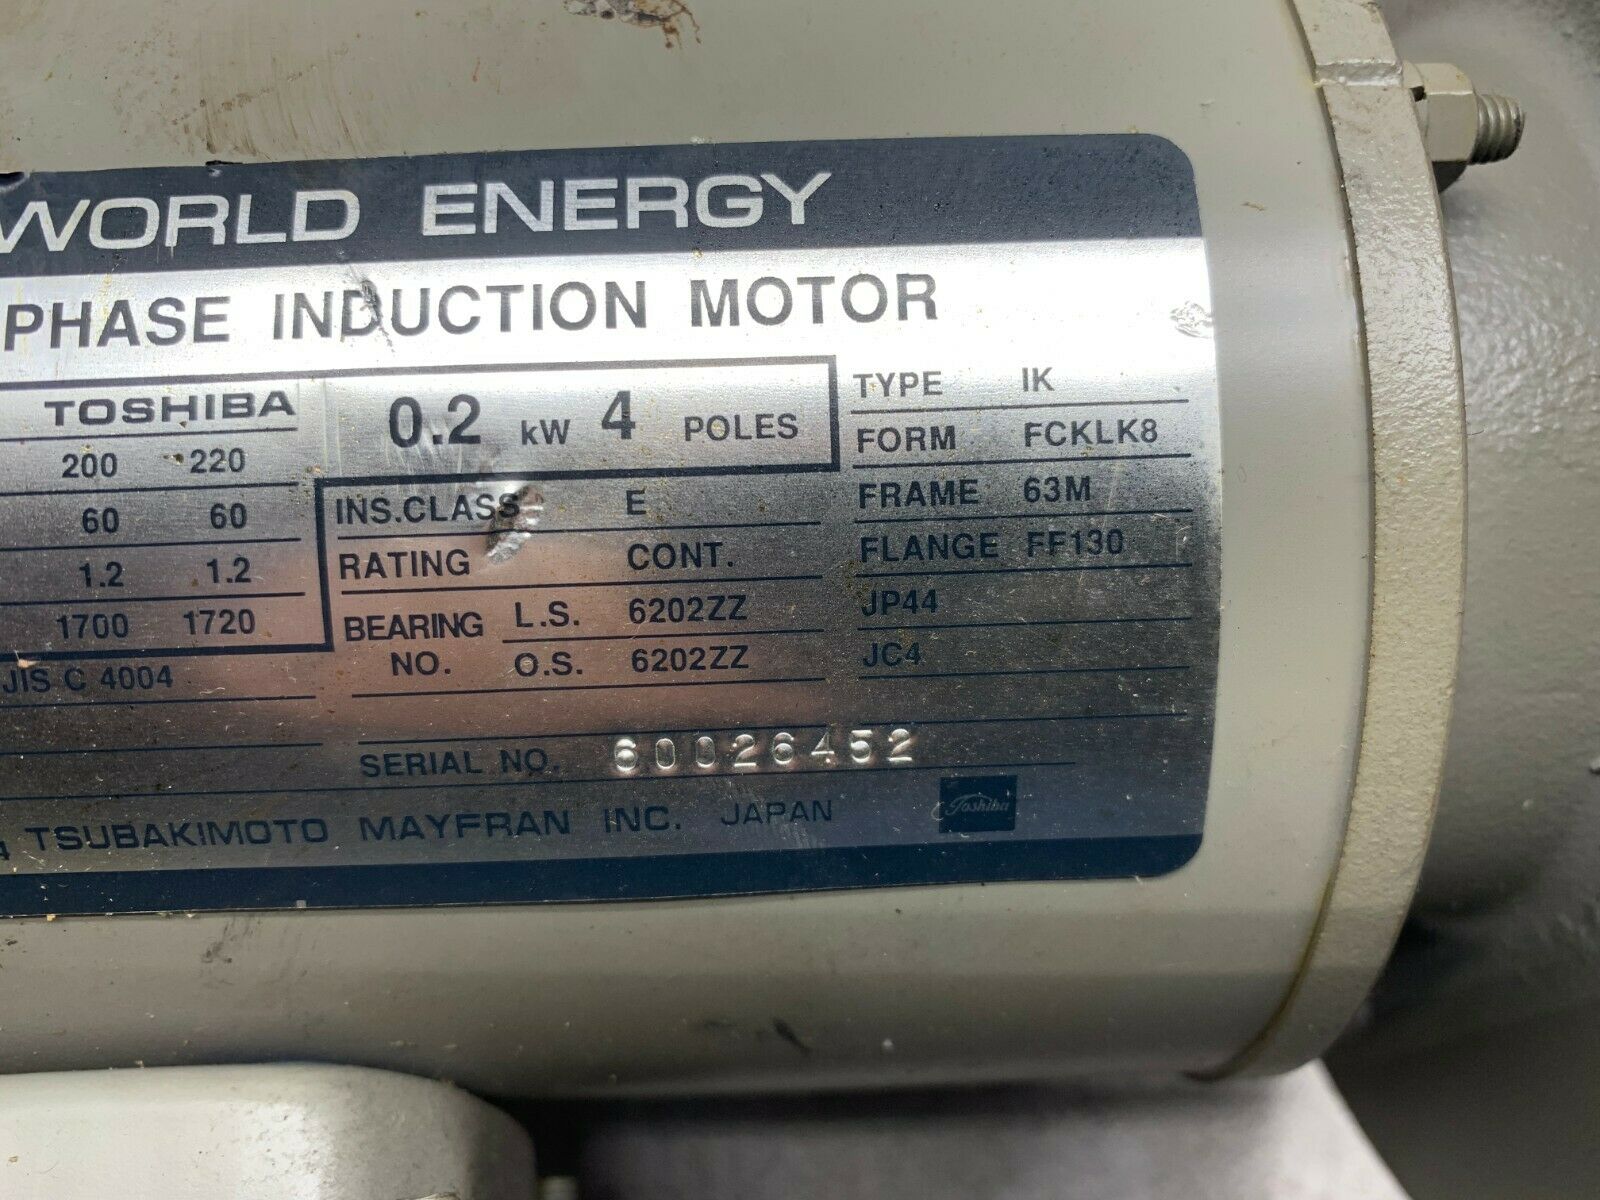 WORLD ENERGY
PHASE INDUCTION MOTOR
TOSHIBA
200 220
60 60
1.2 1.2
1700 1720
JIS C 4004
0.2 kW 4 POLES
INS.CLASS E
RATING CONT.
BEARING NO. L.S. 6202ZZ
O.S. 6202ZZ
TYPE IK
FORM FCKLK8
FRAME 63M
FLANGE FF130
JP44
JC4
SERIAL NO. 60026452
TSUBAKIMOTO MAYFRAN INC. JAPAN
Toshiba